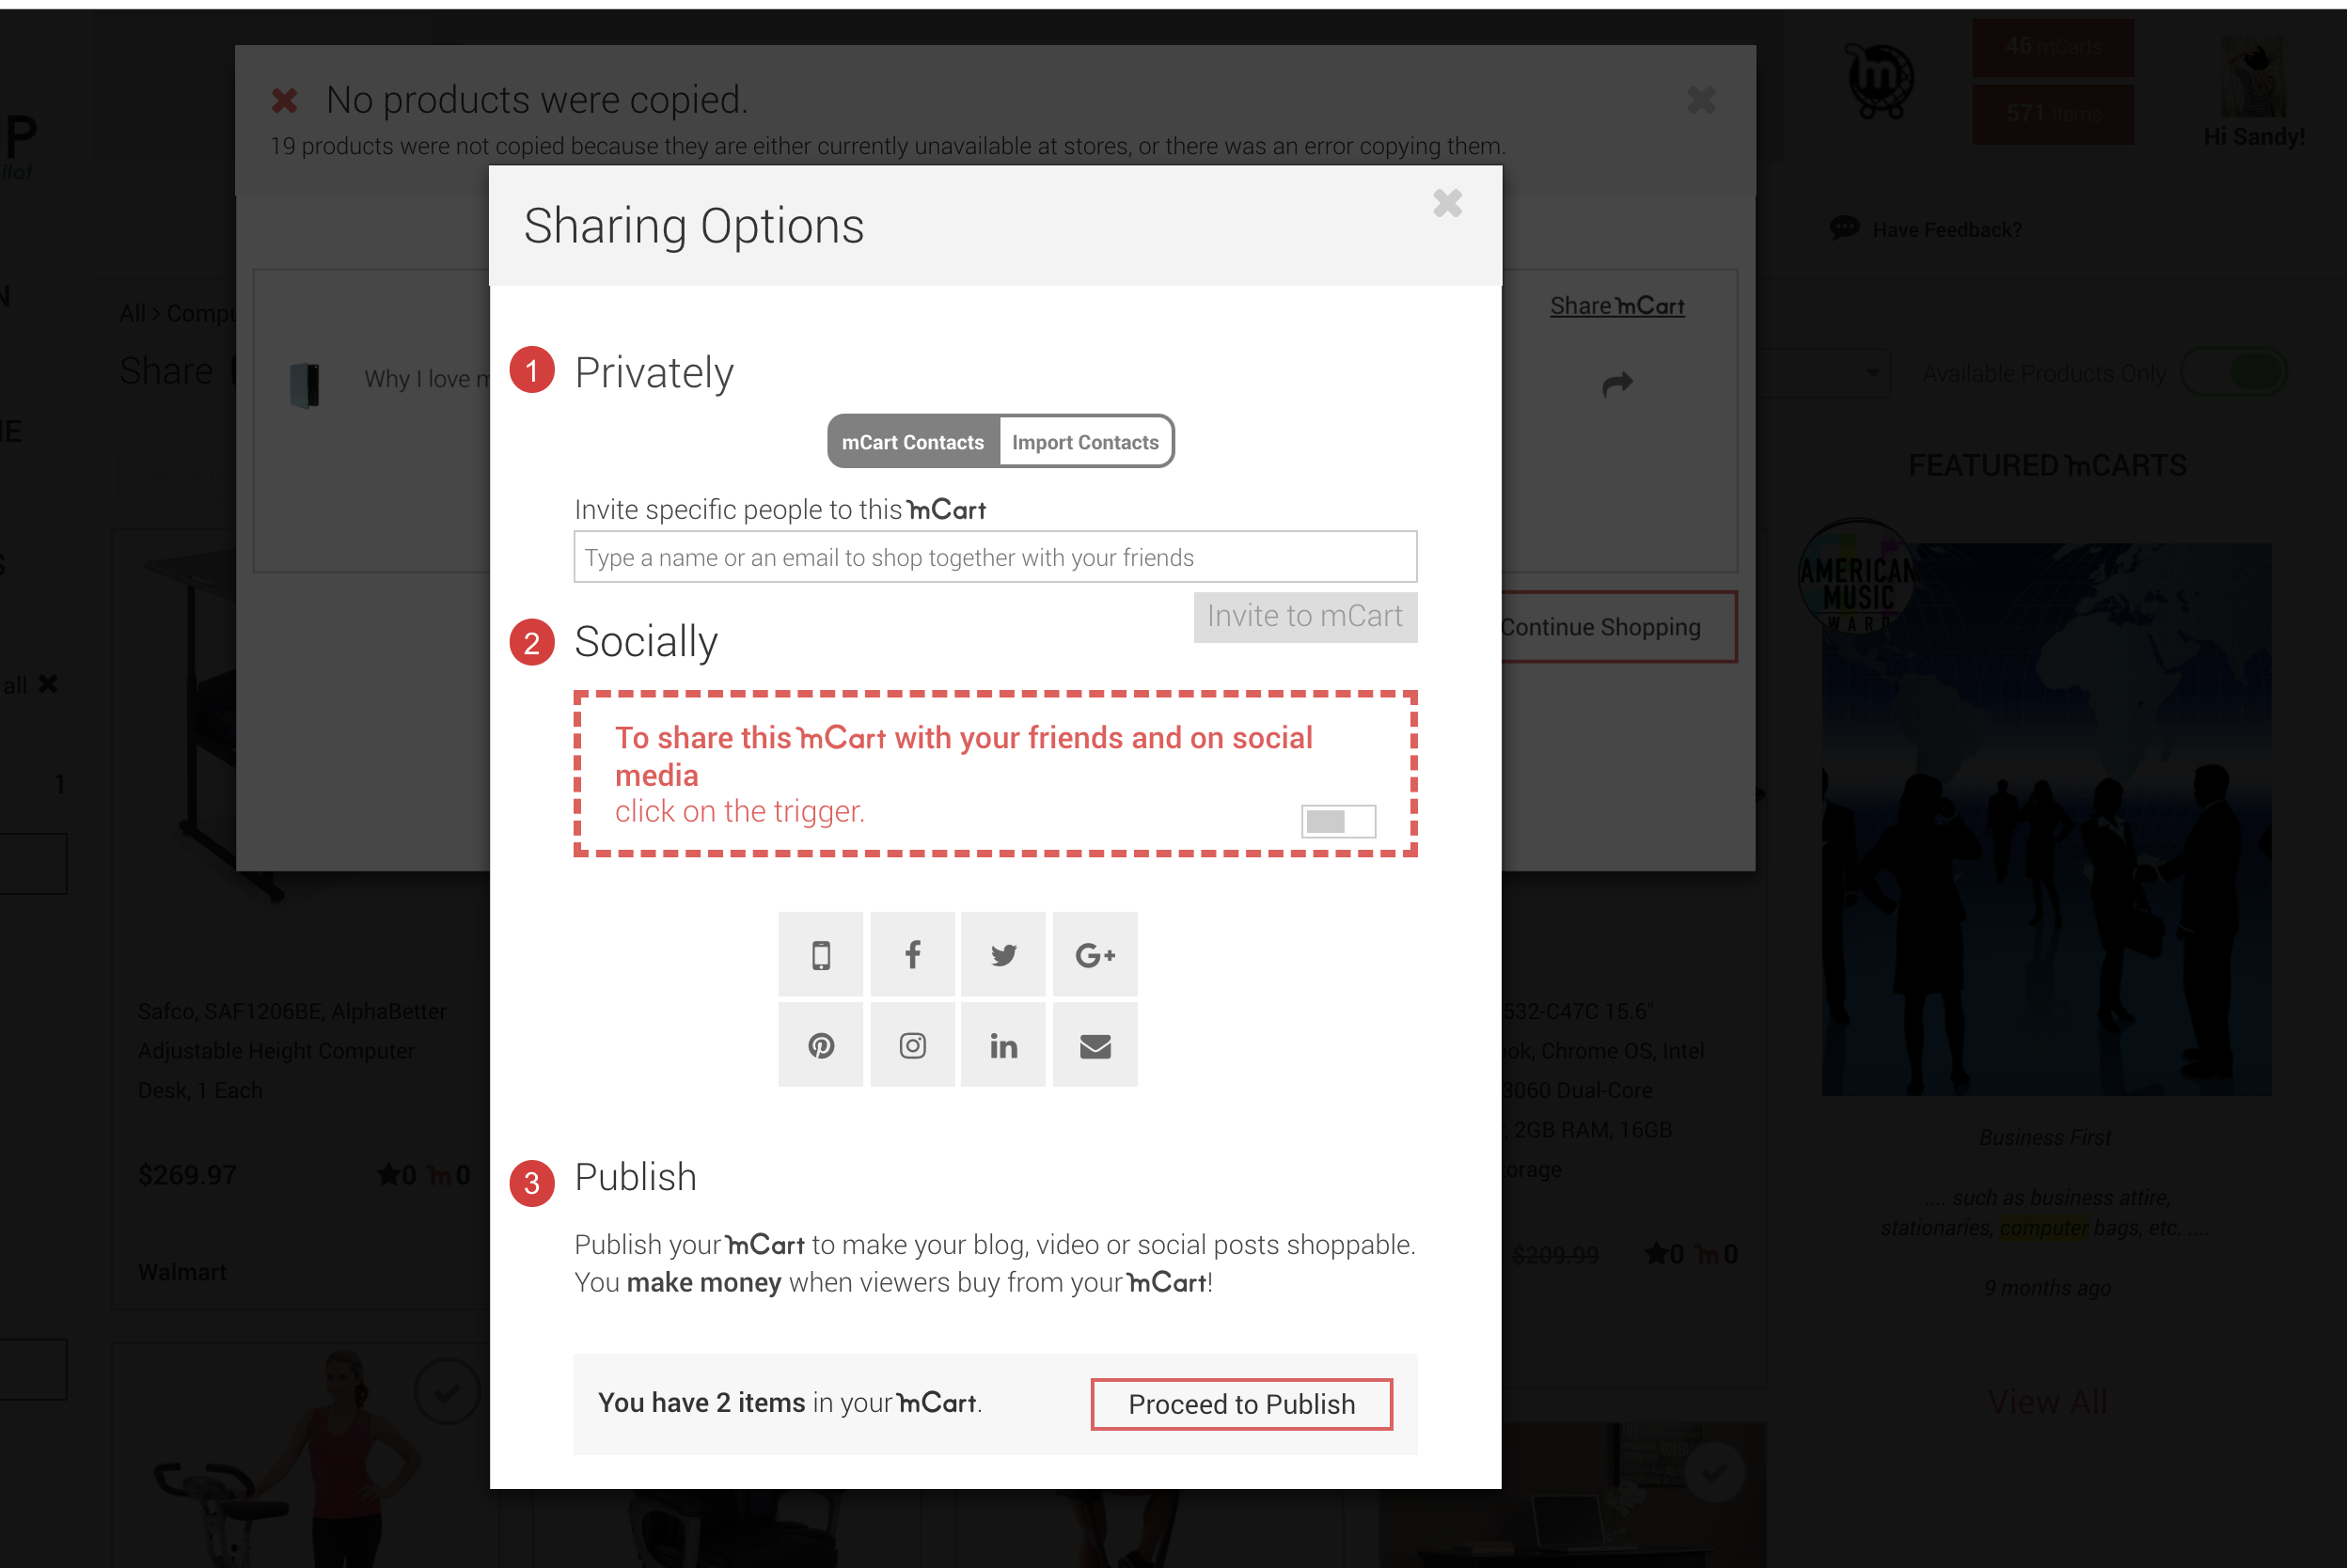 46 mCarts
No products were copied.
571 Items
P
Hi Sandy!
19 products were not copied because they are either currently unavailable at stores, or there was an error copying them.
ilot
Sharing Options
Have Feedback?
N
All > Compu
Share mCart
Share
Why I love m
1 Privately
Available Products Only
mCart Contacts
Import Contacts
FEATURED mCARTS
Invite specific people to this mCart
Type a name or an email to shop together with your friends
AMERICAN
MUSIC
WARD
Invite to mCart
2 Socially
Continue Shopping
all
To share this mCart with your friends and on social
media
click on the trigger.
1
G+
in
Safco, SAF1206BE, AlphaBetter
Adjustable Height Computer
Desk, 1 Each
532-C47C 15.6"
ok, Chrome OS, Intel
3060 Dual-Core
, 2GB RAM, 16GB
orage
Business First
3 Publish
$269.97
0 m 0
.... such as business attire,
stationaries, computer bags, etc. ....
Publish your mCart to make your blog, video or social posts shoppable.
You make money when viewers buy from your mCart!
$209.99
0 m 0
Walmart
9 months ago
You have 2 items in your mCart.
Proceed to Publish
View All